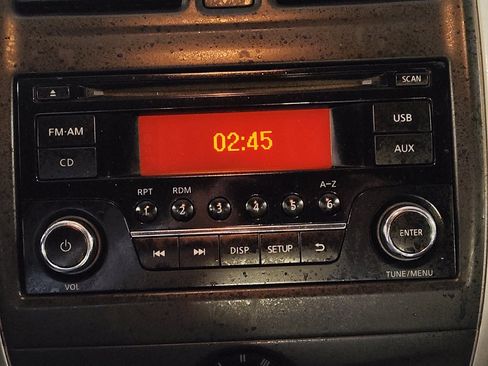 SCAN
FM·AM
02:45
USB
CD
AUX
RPT RDM A-Z
1 2 3 4 5 6
DISP SETUP
ENTER
VOL
TUNE/MENU